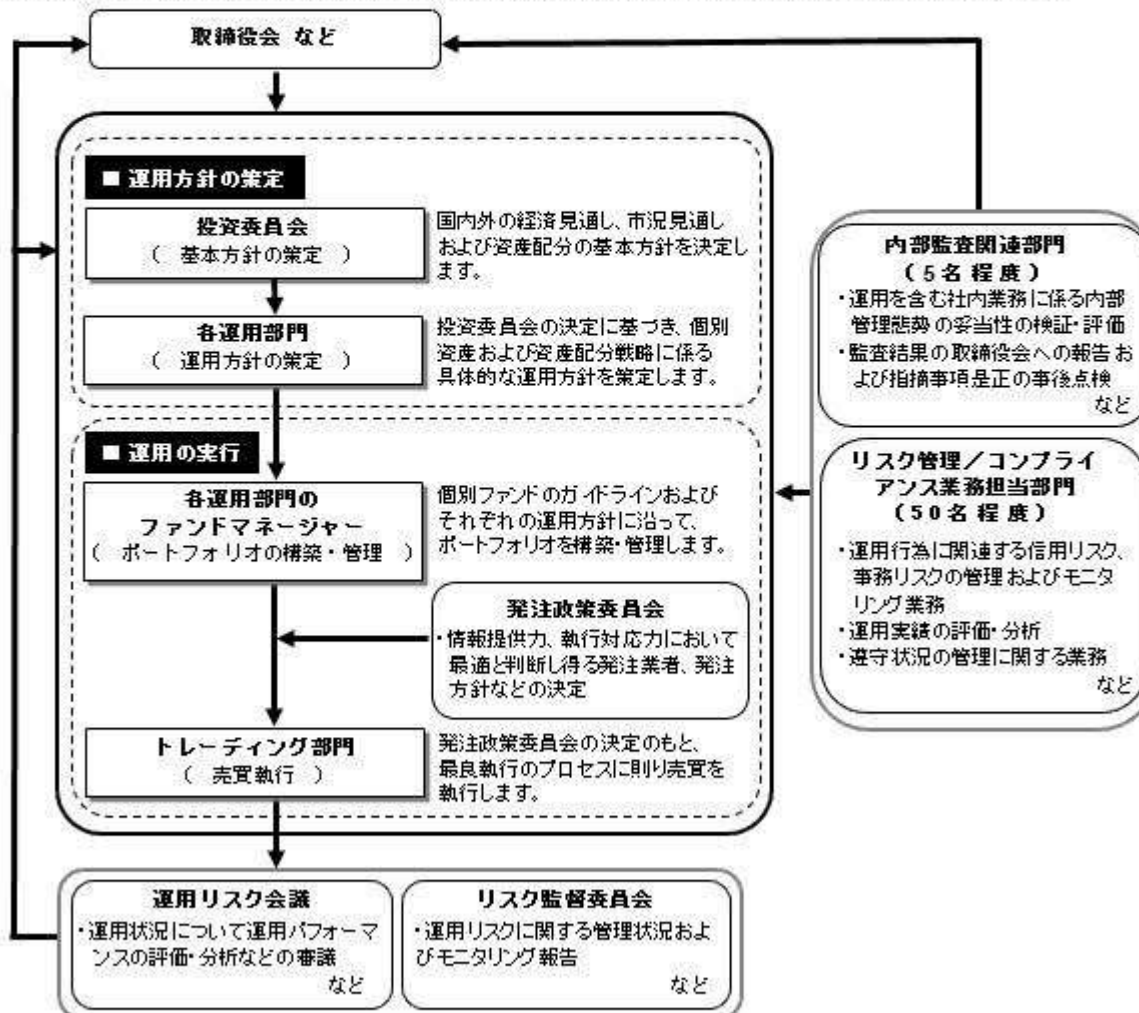 取締役会 など
■ 運用方針の策定
投資委員会
( 基本方針の策定 )
国内外の経済見通し、市況見通し
および資産配分の基本方針を決定し
ます。
各運用部門
( 運用方針の策定 )
投資委員会の決定に基づき、個別
資産および資産配分戦略に係る
具体的な運用方針を策定します。
■ 運用の実行
各運用部門の
ファンドマネージャー
( ポートフォリオの構築・管理 )
個別ファンドのガイドラインおよび
それぞれの運用方針に沿って、
ポートフォリオを構築・管理します。
発注政策委員会
・情報提供力、執行対応力において
最適と判断し得る発注業者、発注
方針などの決定
トレーディング部門
( 売買執行 )
発注政策委員会の決定のもと、
最良執行のプロセスに則り売買を
執行します。
運用リスク会議
・運用状況について運用パフォーマ
ンスの評価・分析などの審議
など
リスク監督委員会
・運用リスクに関する管理状況およ
びモニタリング報告
など
内部監査関連部門
(5名程度)
・運用を含む社内業務に係る内部
管理態勢の妥当性の検証・評価
・監査結果の取締役会への報告お
よび指摘事項是正の事後点検
など
リスク管理/コンプライ
アンス業務担当部門
(50名程度)
・運用行為に関連する信用リスク、
事務リスクの管理およびモニタ
リング業務
・運用実績の評価・分析
・遵守状況の管理に関する業務
など